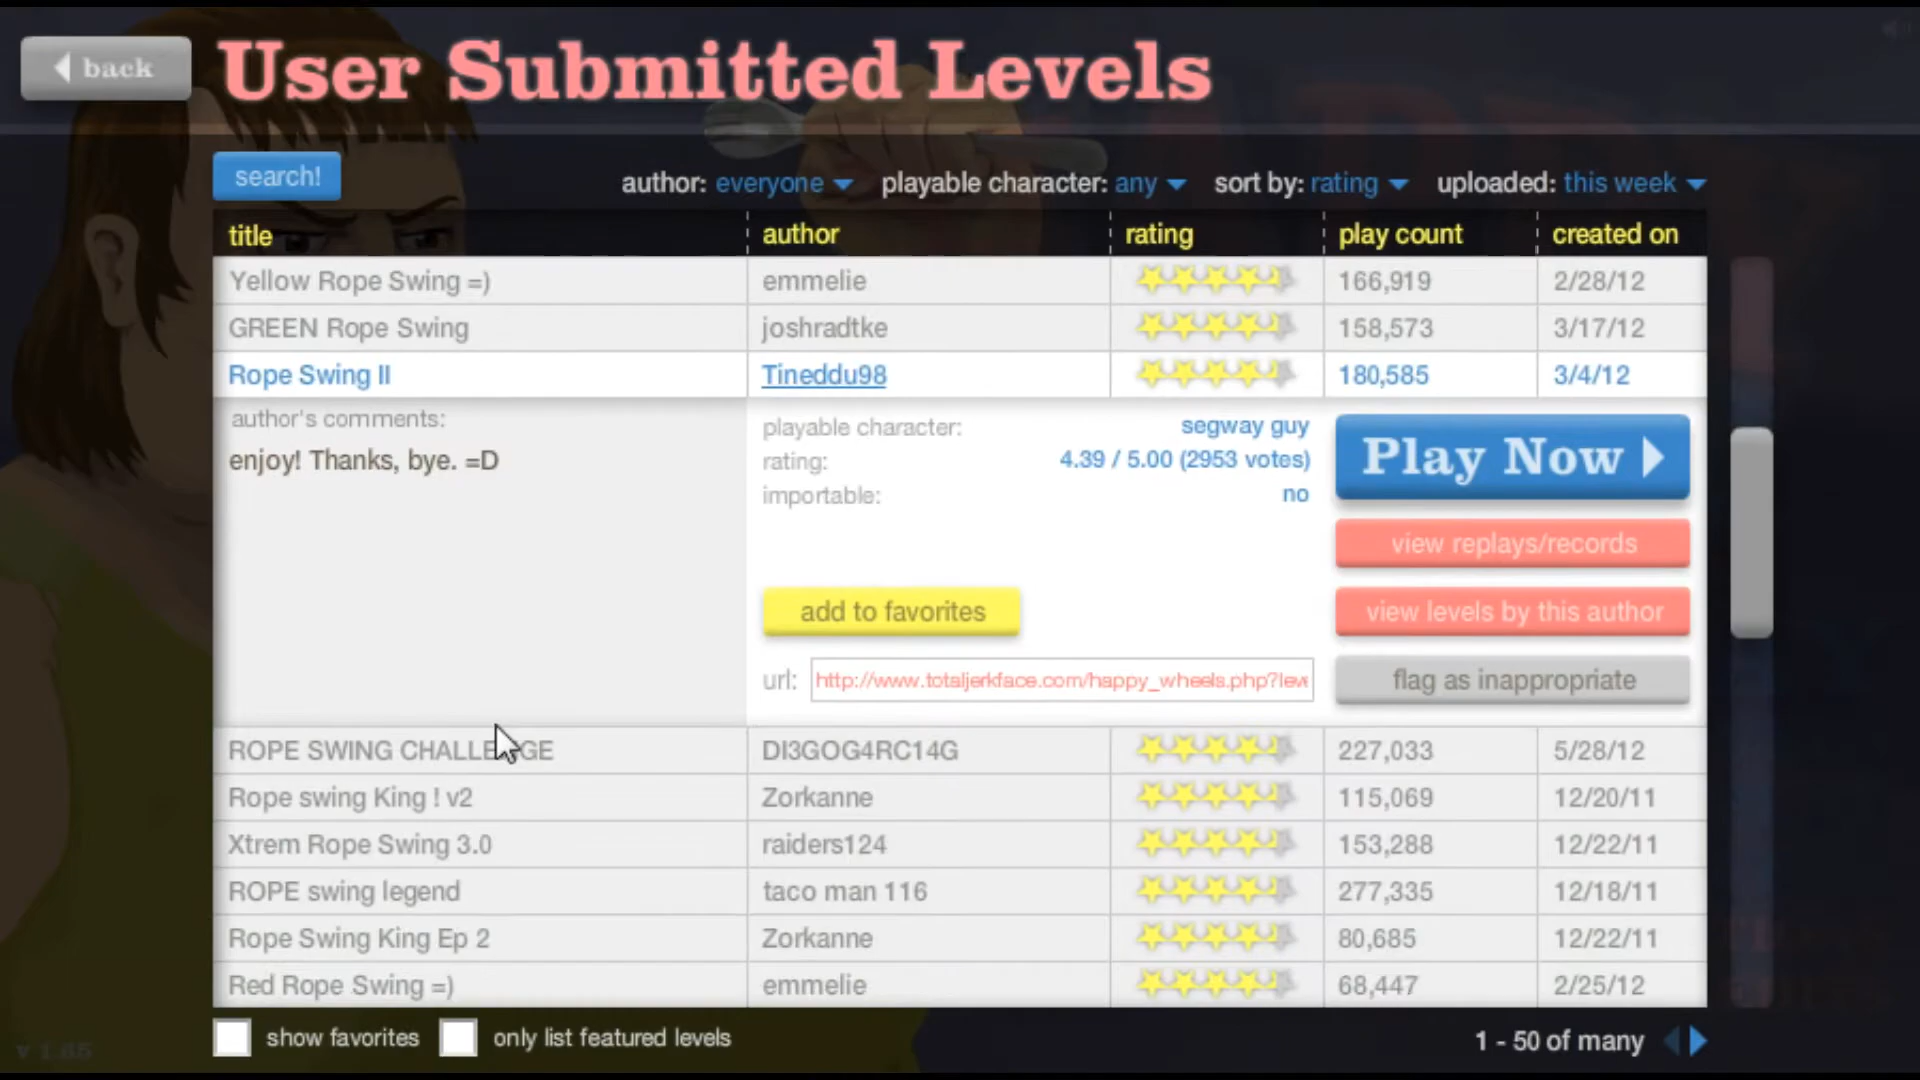 back
User Submitted Levels
search!
author: everyone
playable character: any
sort by: rating
uploaded: this week
title author rating play count created on
Yellow Rope Swing =) emmelie 166,919 2/28/12
GREEN Rope Swing joshradtke 158,573 3/17/12
Rope Swing II Tineddu98 180,585 3/4/12
author's comments:
enjoy! Thanks, bye. =D
playable character: segway guy
rating: 4.39 / 5.00 (2953 votes)
importable: no
add to favorites
url: http://www.totaljerkface.com/happy_wheels.php?leve
Play Now
view replays/records
view levels by this author
flag as inappropriate
ROPE SWING CHALLENGE DI3GOG4RC14G 227,033 5/28/12
Rope swing King ! v2 Zorkanne 115,069 12/20/11
Xtrem Rope Swing 3.0 raiders124 153,288 12/22/11
ROPE swing legend taco man 116 277,335 12/18/11
Rope Swing King Ep 2 Zorkanne 80,685 12/22/11
Red Rope Swing =) emmelie 68,447 2/25/12
show favorites
only list featured levels
1 - 50 of many